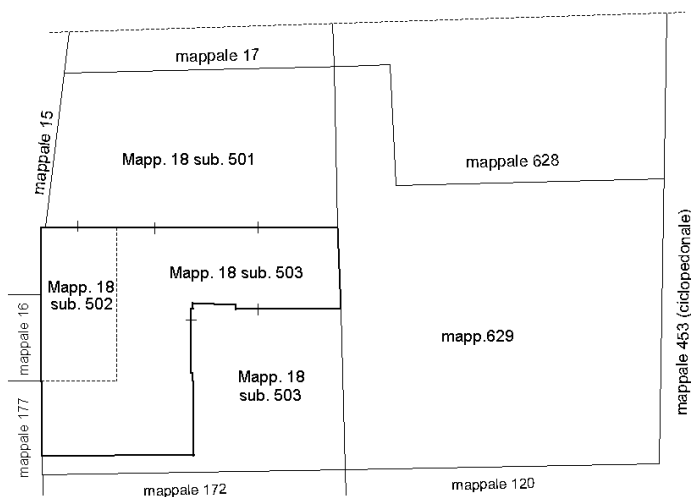 mappale 17
mappale 15
Mapp. 18 sub. 501
mappale 628
Mapp. 18 sub. 503
Mapp. 18
sub. 502
mappale 453 (ciclopedonale)
mappale 16
mapp.629
Mapp. 18
sub. 503
mappale 177
mappale 172
mappale 120